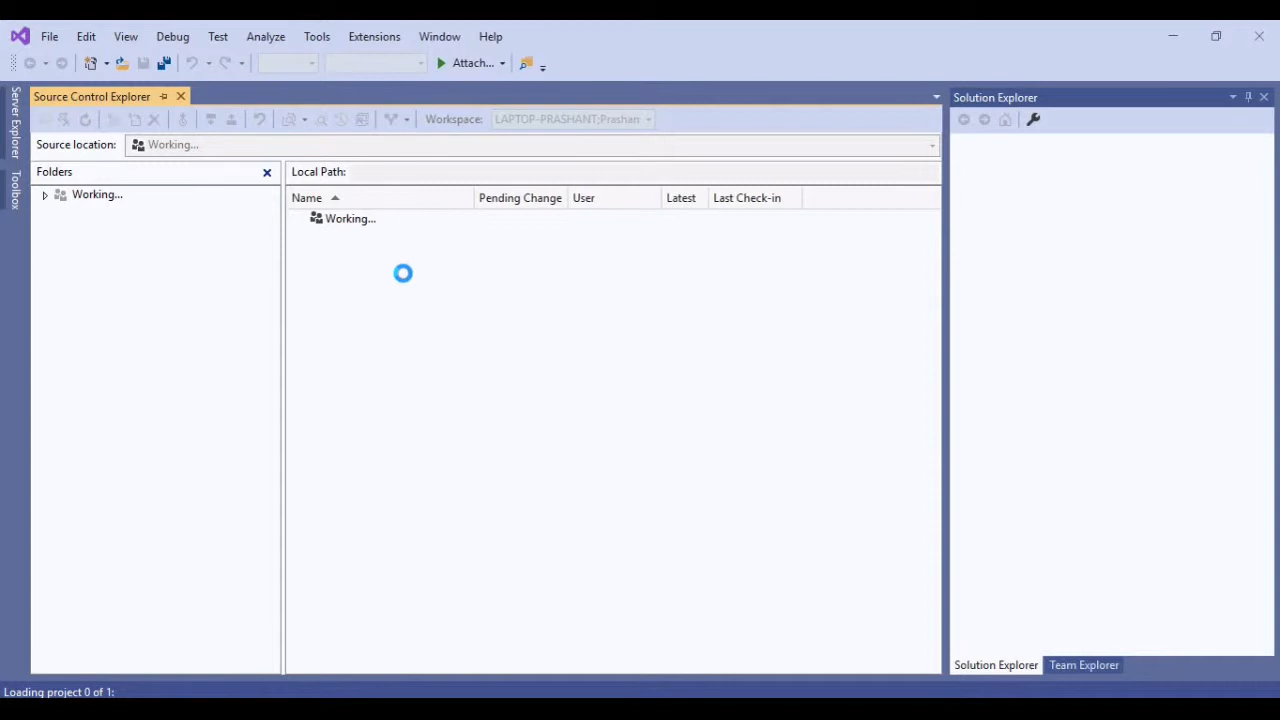 File Edit View Debug Test Analyze Tools Extensions Window Help
Attach...
Source Control Explorer
Solution Explorer
Server Explorer
Toolbox
Workspace: LAPTOP-PRASHANT;Prashan
Source location: Working...
Folders
Local Path:
Working...
Name Pending Change User Latest Last Check-in
Working...
Solution Explorer Team Explorer
Loading project 0 of 1: